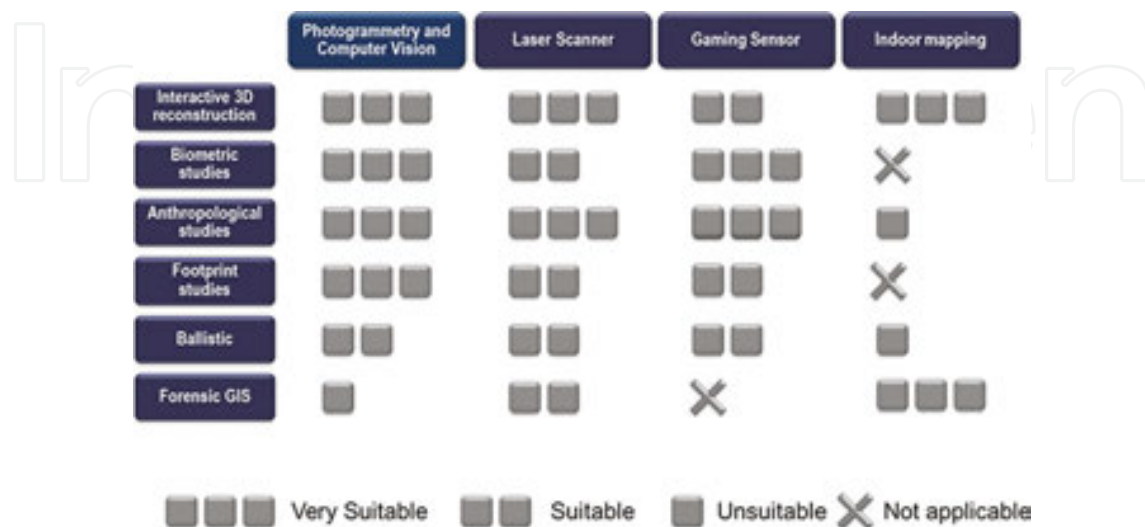 Photogrammetry and
Computer Vision
Laser Scanner
Gaming Sensor
Indoor mapping
Interactive 3D
reconstruction
Biometric
studies
Anthropological
studies
Footprint
studies
Ballistic
Forensic GIS
Very Suitable
Suitable
Unsuitable
Not applicable